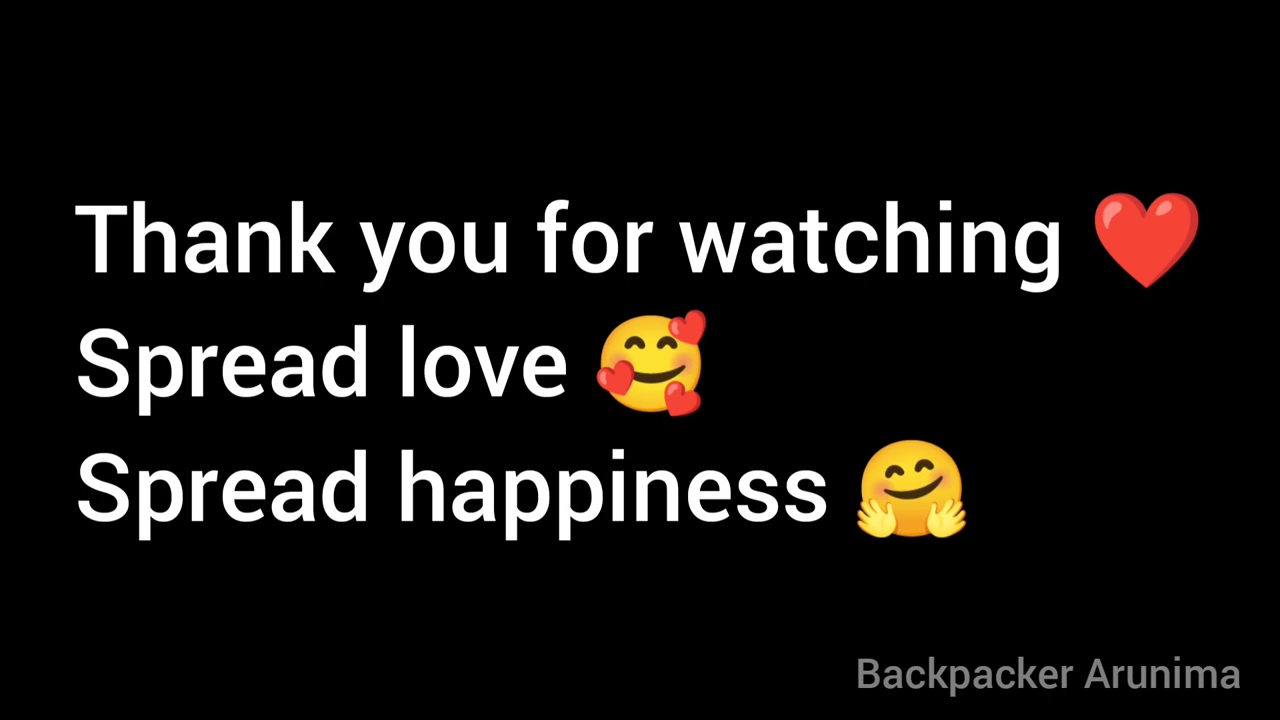 Thank you for watching ❤️
Spread love 🥰
Spread happiness 🤗
Backpacker Arunima